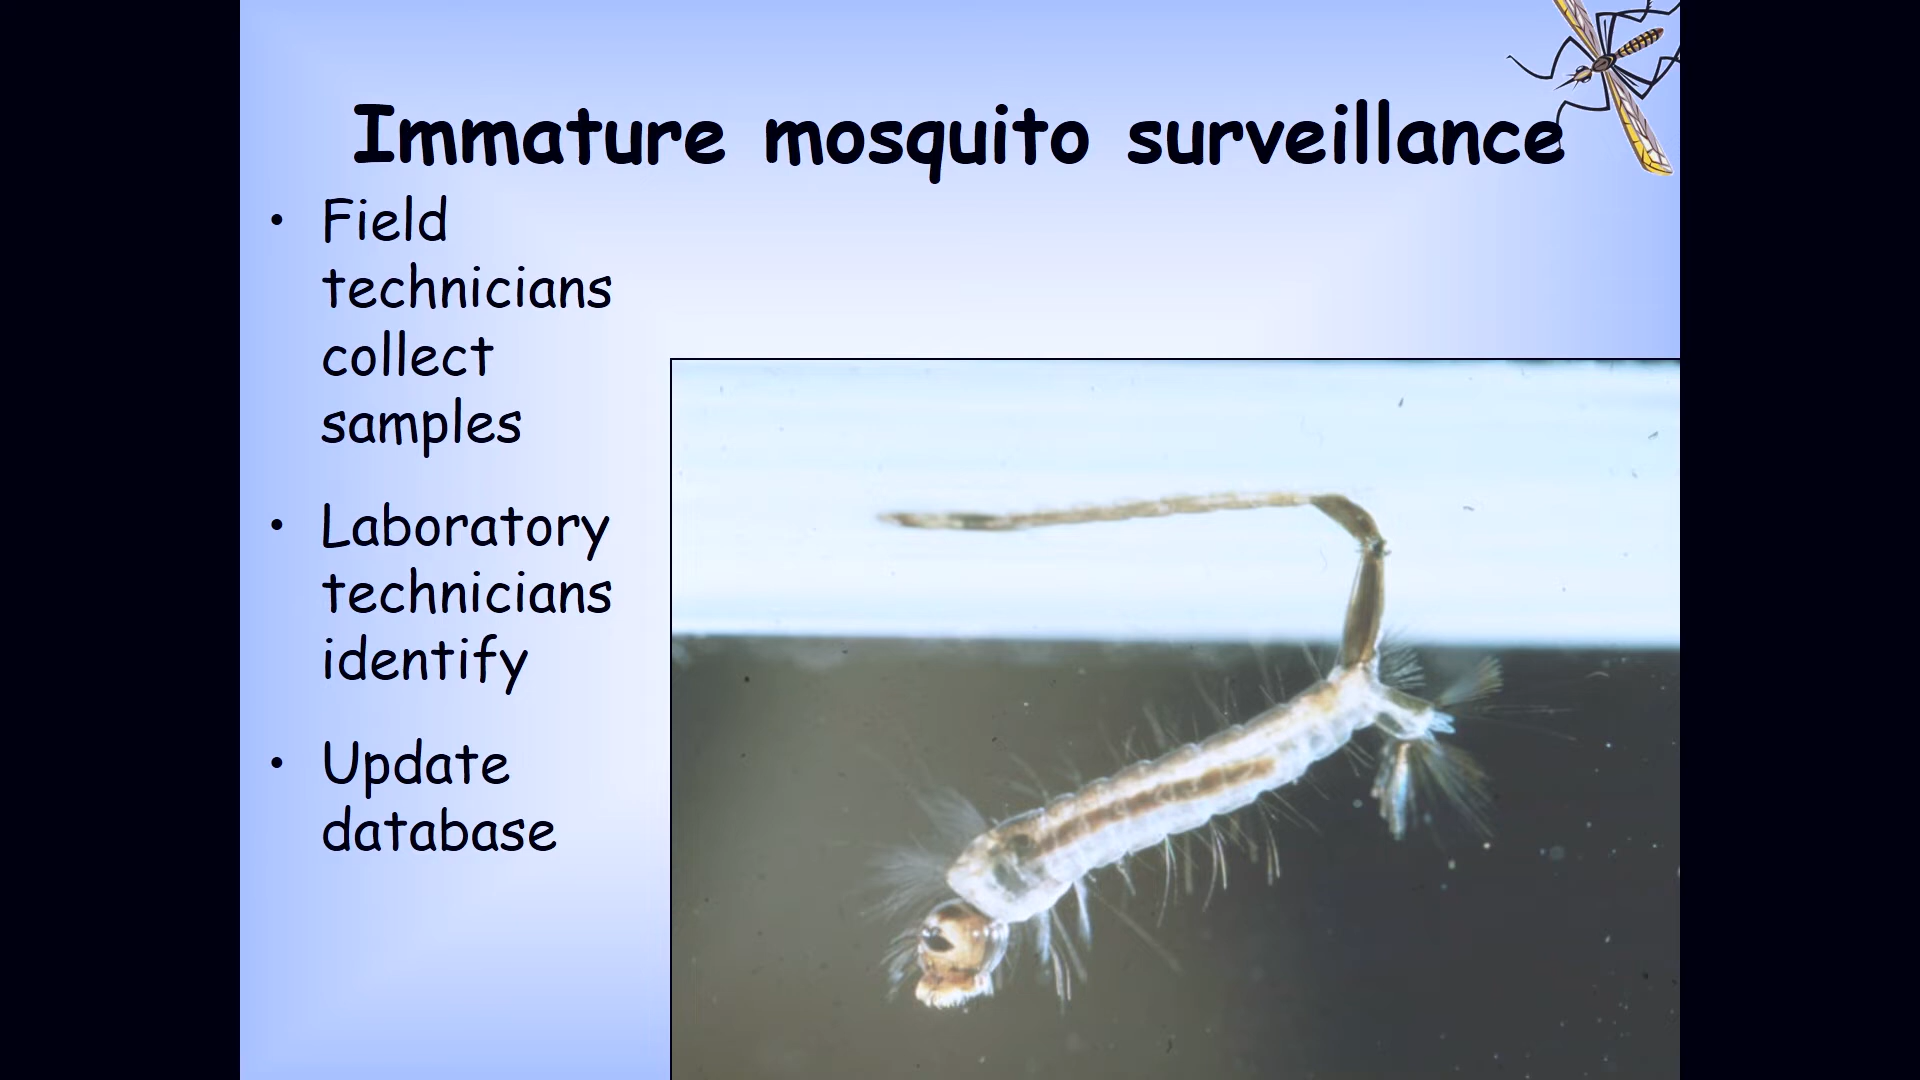 Immature mosquito surveillance
• Field
technicians
collect
samples
• Laboratory
technicians
identify
• Update
database